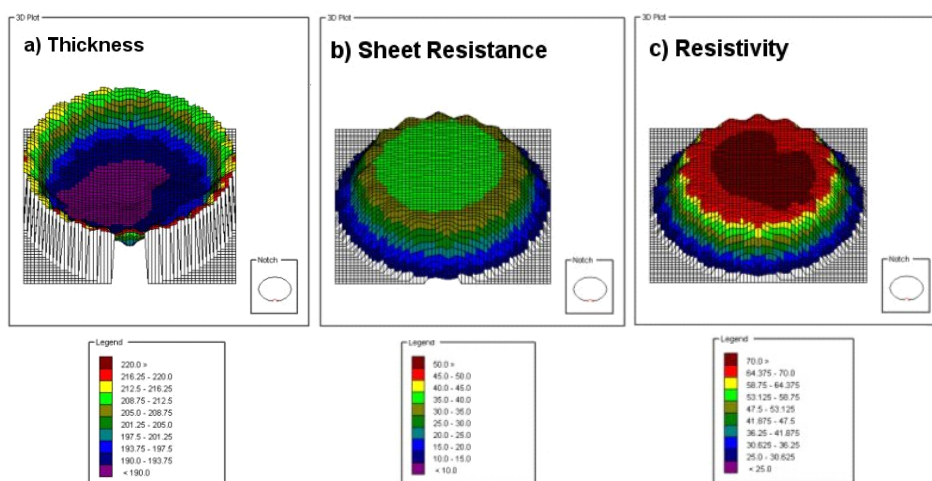 3D Plot
a) Thickness
Notch
Legend
220.0 >
216.25 - 220.0
212.5 - 216.25
208.75 - 212.5
205.0 - 208.75
201.25 - 205.0
197.5 - 201.25
193.75 - 197.5
190.0 - 193.75
< 190.0
3D Plot
b) Sheet Resistance
Notch
Legend
50.0 >
45.0 - 50.0
40.0 - 45.0
35.0 - 40.0
30.0 - 35.0
25.0 - 30.0
20.0 - 25.0
15.0 - 20.0
10.0 - 15.0
< 10.0
3D Plot
c) Resistivity
Notch
Legend
70.0 >
64.375 - 70.0
58.75 - 64.375
53.125 - 58.75
47.5 - 53.125
41.875 - 47.5
36.25 - 41.875
30.625 - 36.25
25.0 - 30.625
< 25.0